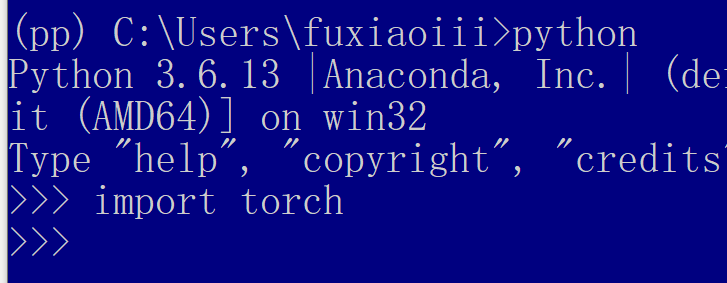 (pp) C:\Users\fuxiaoiii>python
Python 3.6.13 |Anaconda, Inc.| (def
it (AMD64)] on win32
Type "help", "copyright", "credits"
>>> import torch
>>>